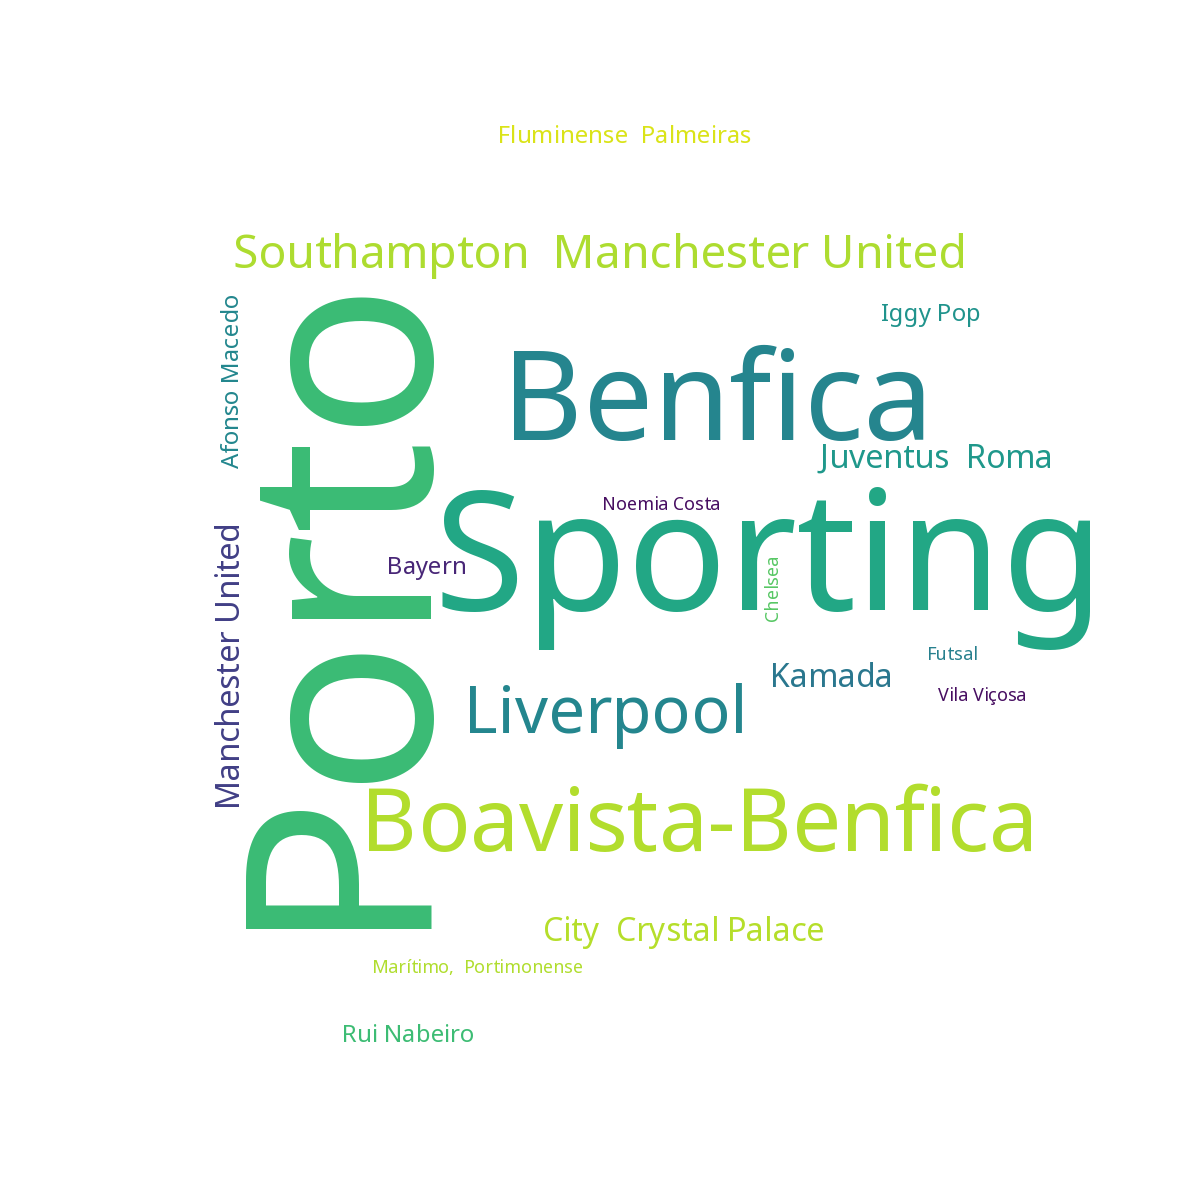 Fluminense  Palmeiras
Southampton  Manchester United
Afonso Macedo
Iggy Pop
Porto
Benfica
Juventus  Roma
Sporting
Noemia Costa
Manchester United
Bayern
Chelsea
Futsal
Kamada
Vila Viçosa
Liverpool
Boavista-Benfica
City  Crystal Palace
Marítimo,  Portimonense
Rui Nabeiro